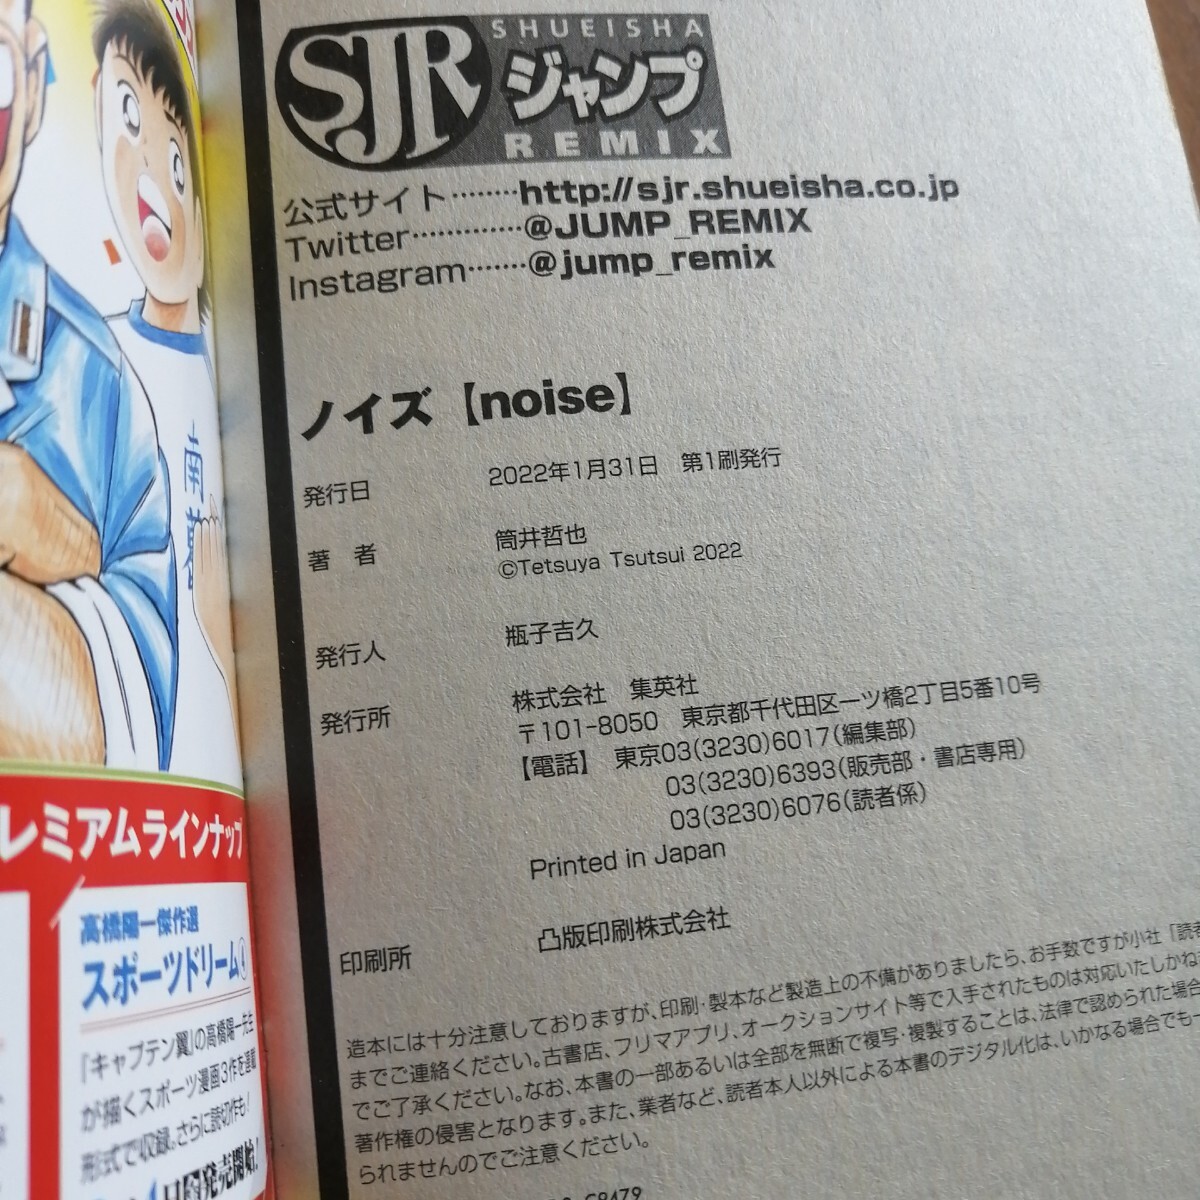 SJR
SHUEISHA
ジャンプ
REMIX
公式サイト········http://sjr.shueisha.co.jp
Twitter·············@JUMP_REMIX
Instagram·······@jump_remix
ノイズ【noise】
発行日 2022年1月31日 第1刷発行
著 者 筒井哲也
©Tetsuya Tsutsui 2022
発行人 瓶子吉久
発行所 株式会社 集英社
〒101-8050 東京都千代田区一ツ橋2丁目5番10号
【電話】 東京03(3230)6017(編集部)
03(3230)6393(販売部・書店専用)
03(3230)6076(読者係)
Printed in Japan
印刷所 凸版印刷株式会社
造本には十分注意しておりますが、印刷・製本など製造上の不備がありましたら、お手数ですが小社「読者
までご連絡ください。古書店、フリマアプリ、オークションサイト等で入手されたものは対応いたしかねま
でご了承ください。なお、本書の一部あるいは全部を無断で複写・複製することは、法律で認められた場合
著作権の侵害となります。また、業者など、読者本人以外による本書のデジタル化は、いかなる場合でも一
られませんのでご注意ください。
C9479
南
レミアムラインナップ
高橋陽一傑作選
スポーツドリーム④
『キャプテン翼』の高橋陽一先生
が描くスポーツ漫画3作を連載
形式で収録。さらに読切作も!
発売開始!